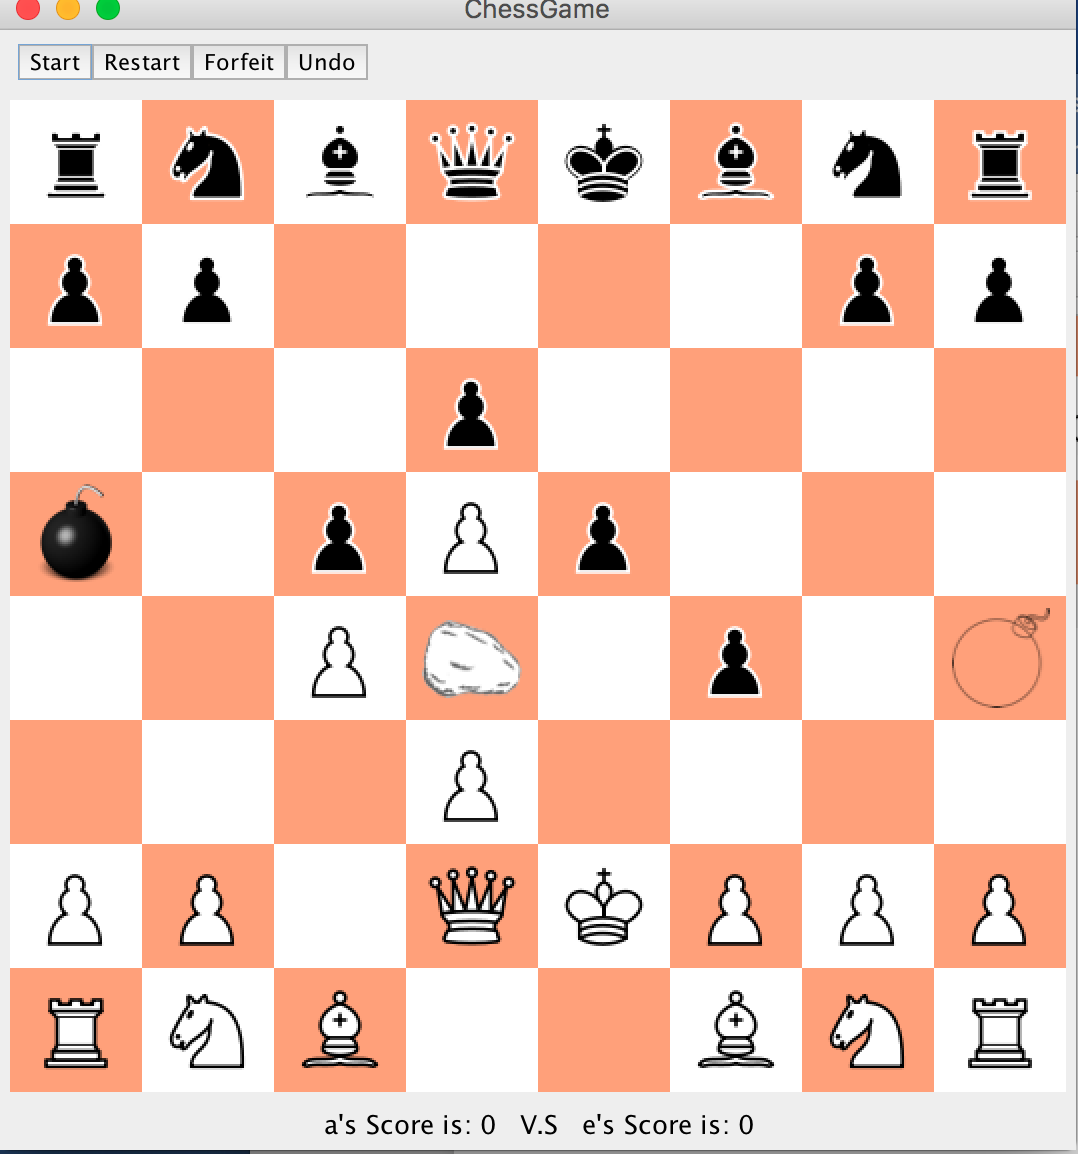 ChessGame
Start Restart Forfeit Undo
a's Score is: 0 V.S e's Score is: 0